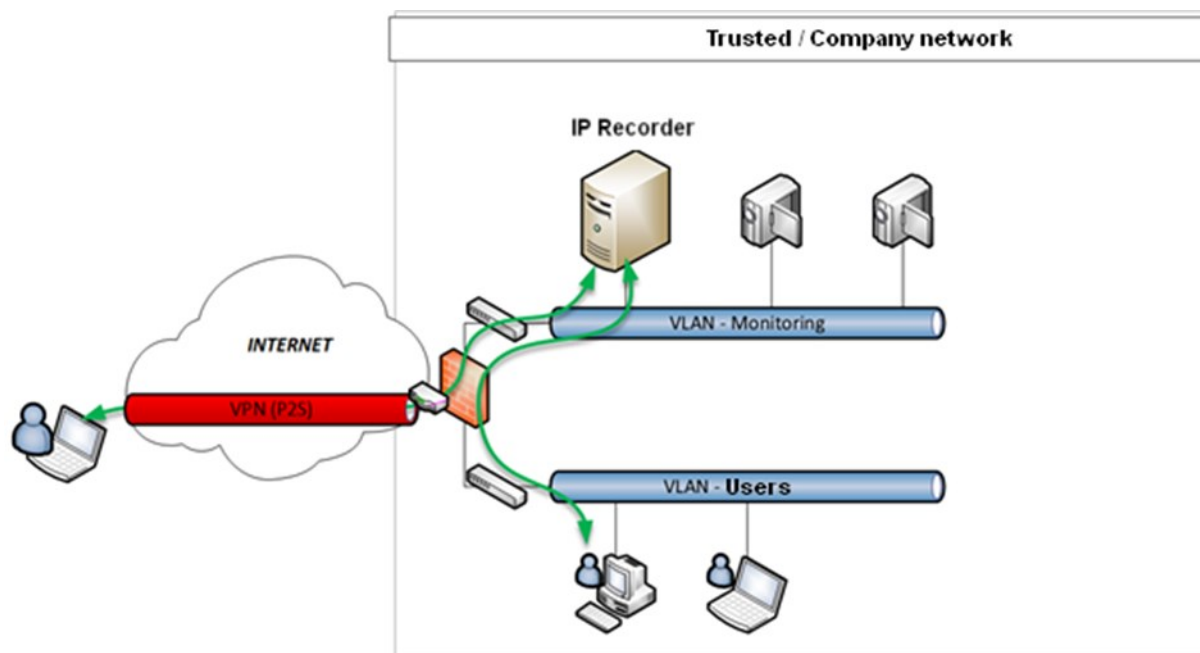 Trusted / Company network
IP Recorder
VLAN - Monitoring
INTERNET
VPN (P2S)
VLAN - Users